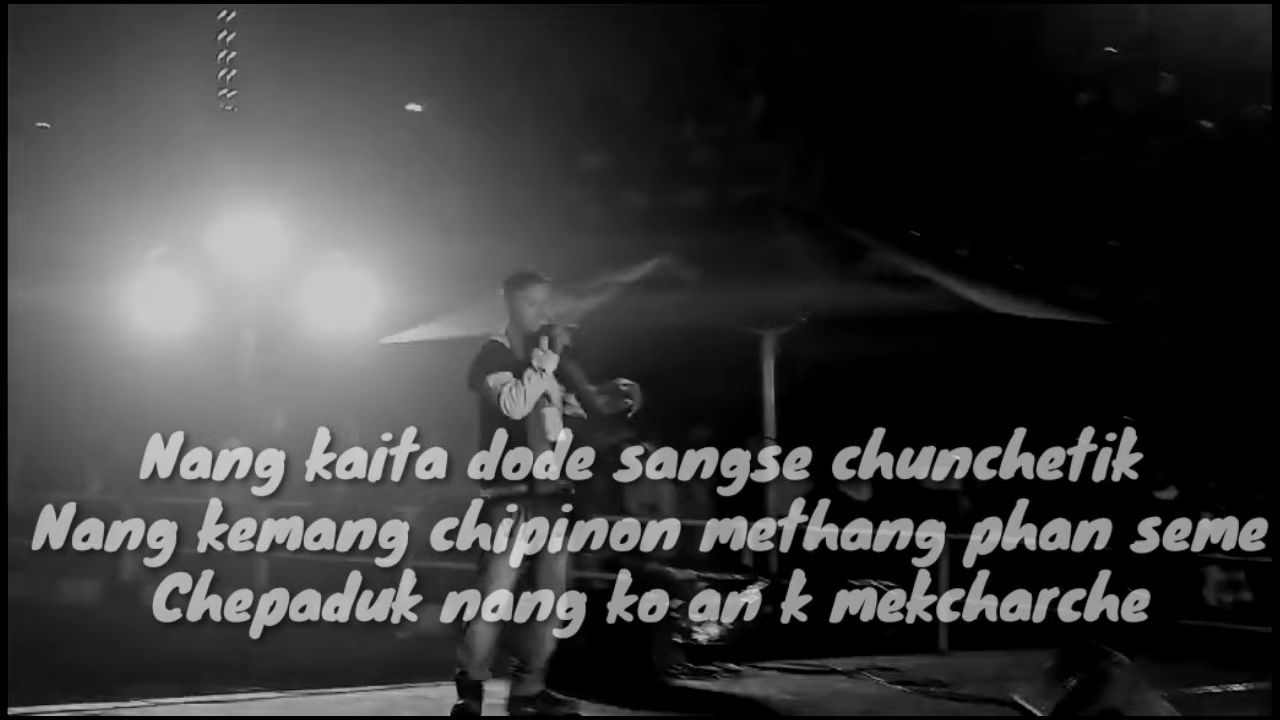 Nang kaita dode sangse chunchetik
Nang kemang chipinon methang phan seme
Chepaduk nang ko an k mekcharche